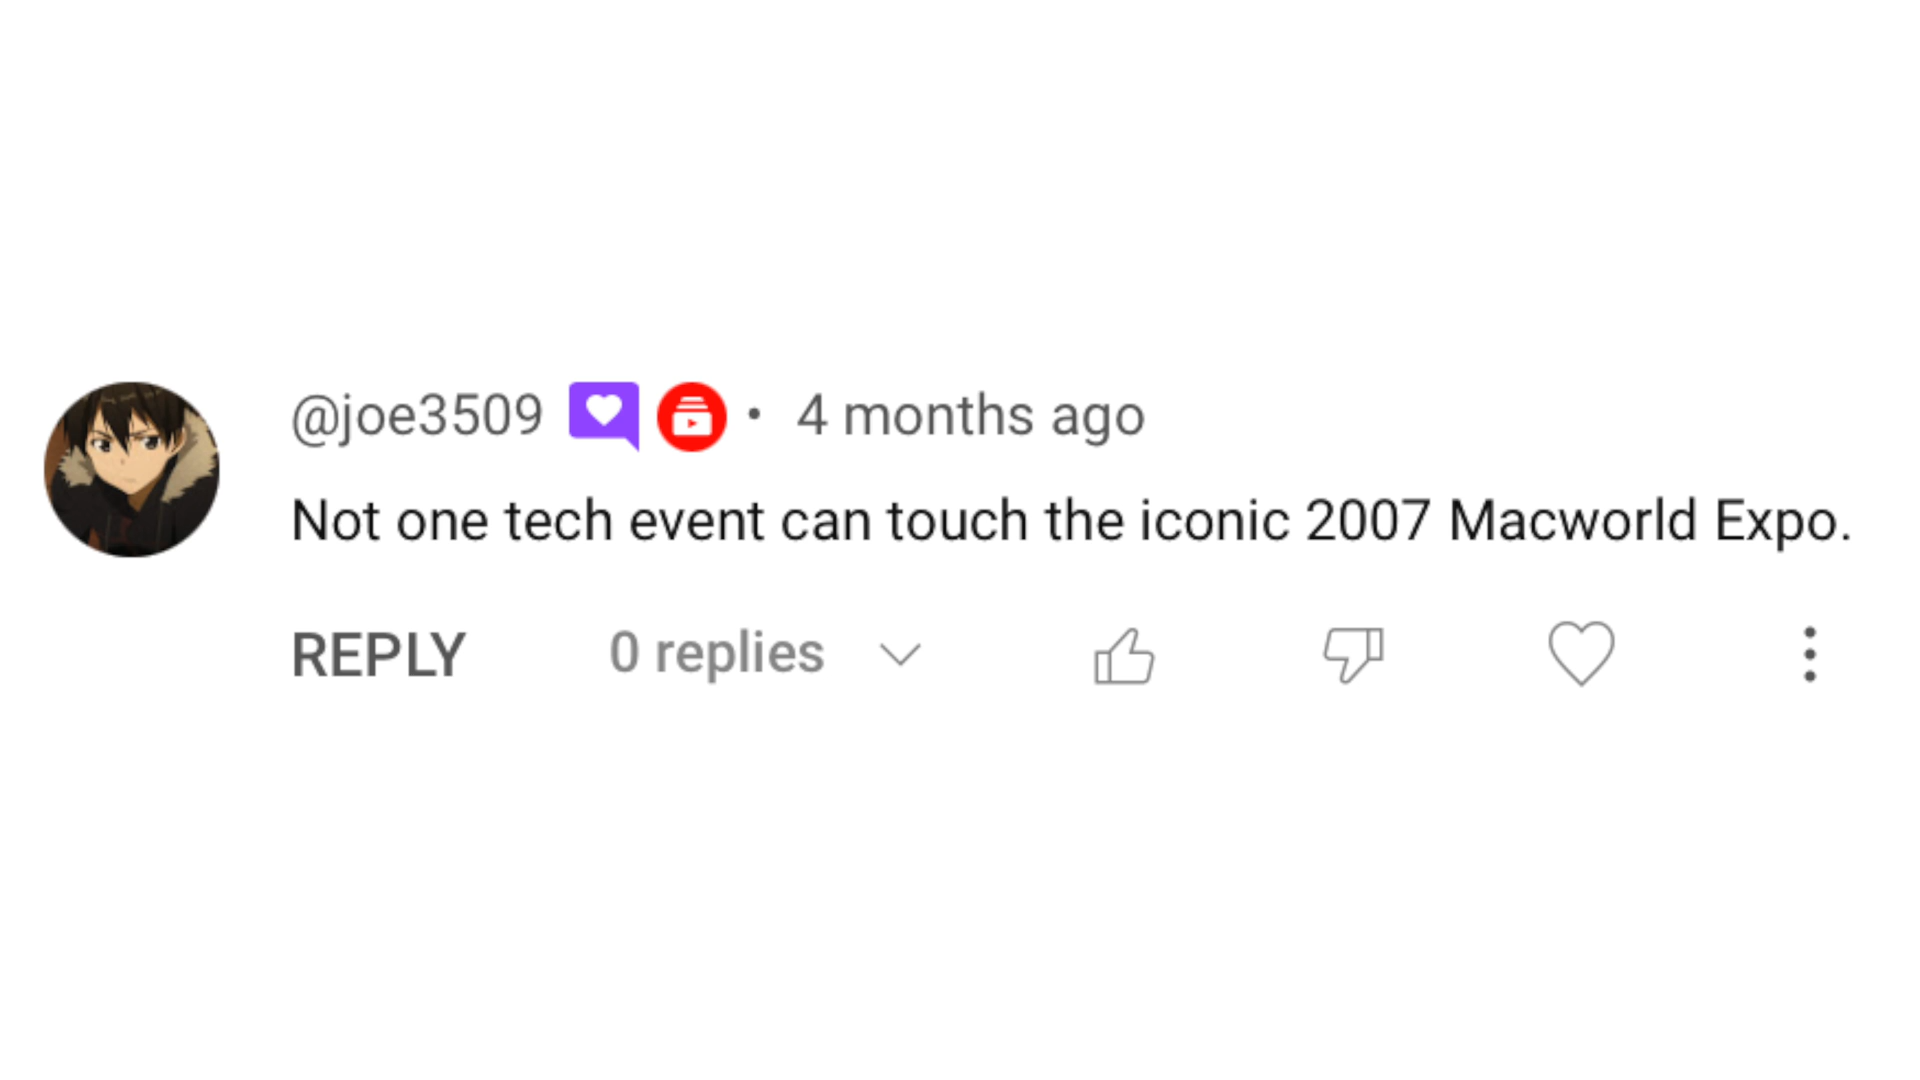 @joe3509 • 4 months ago
Not one tech event can touch the iconic 2007 Macworld Expo.
REPLY 0 replies